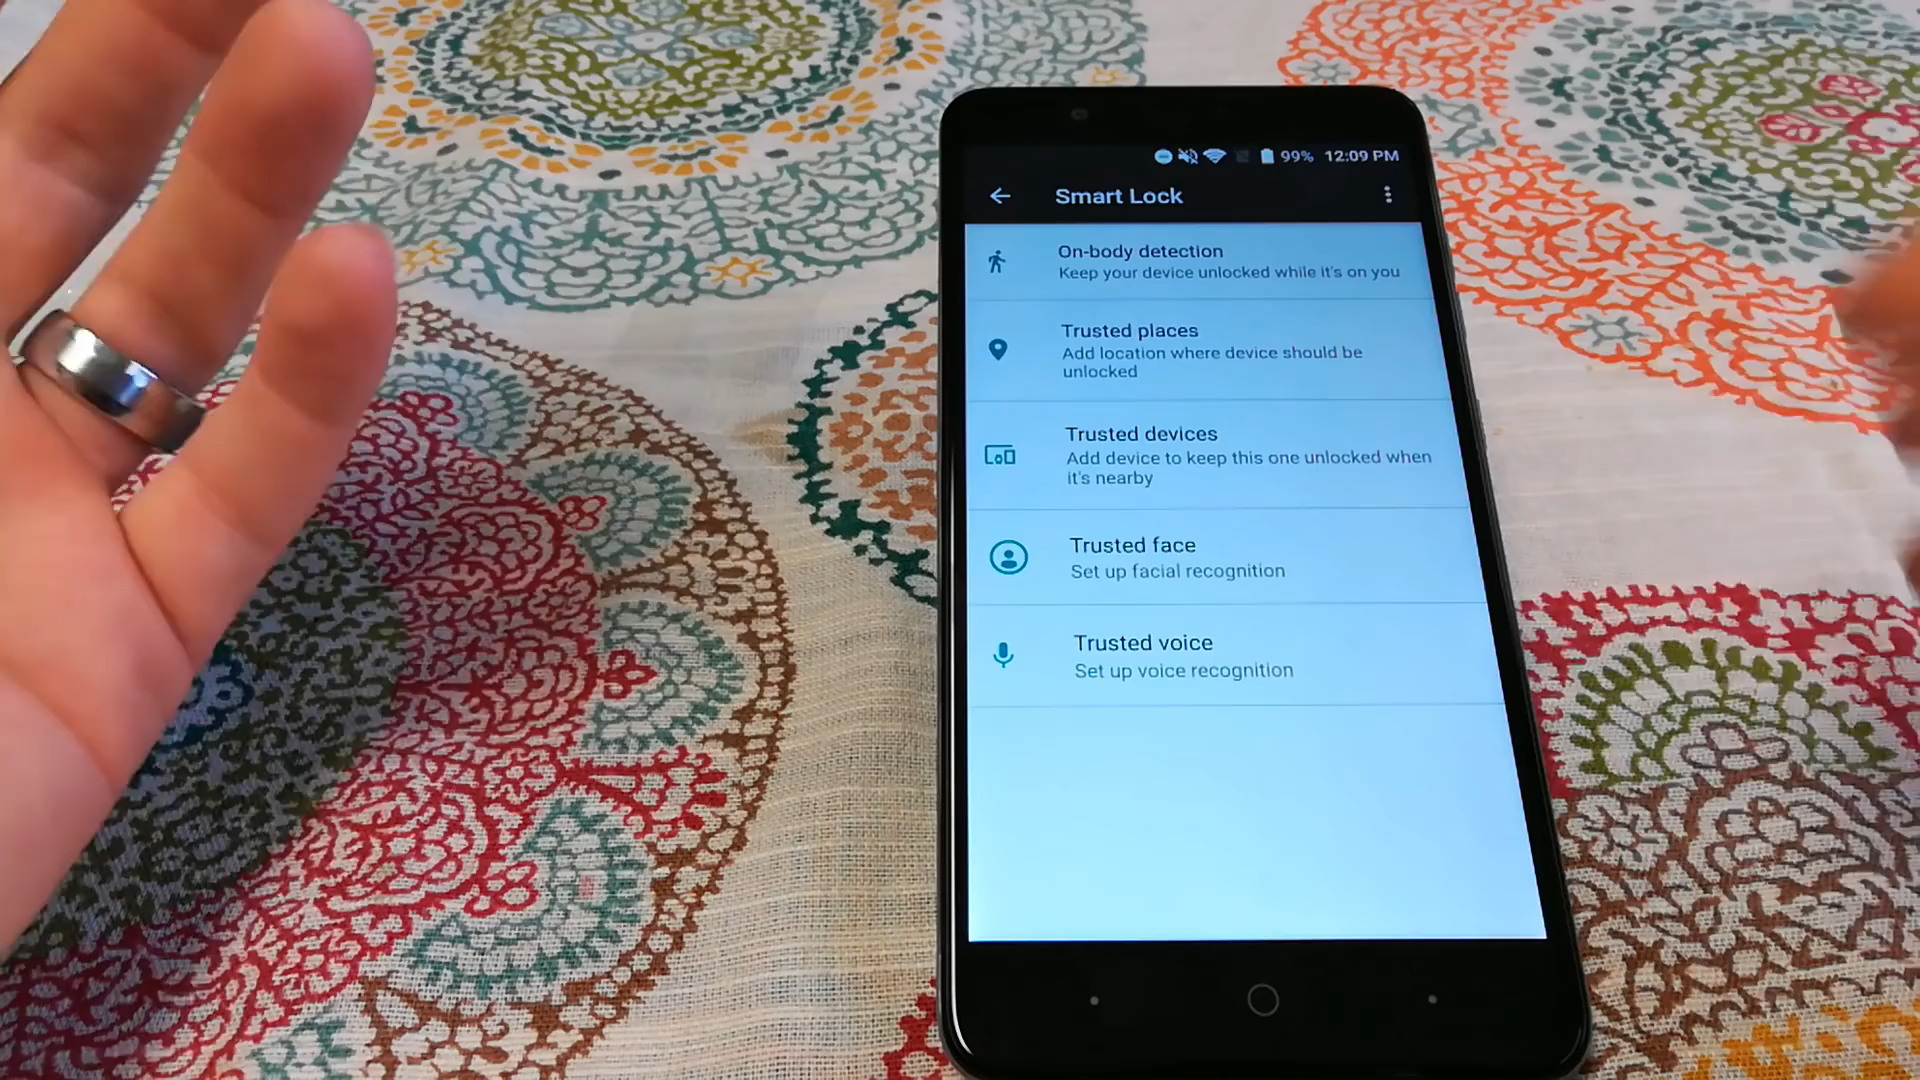 99% 12:09 PM
Smart Lock
On-body detection
Keep your device unlocked while it's on you
Trusted places
Add location where device should be
unlocked
Trusted devices
Add device to keep this one unlocked when
it's nearby
Trusted face
Set up facial recognition
Trusted voice
Set up voice recognition